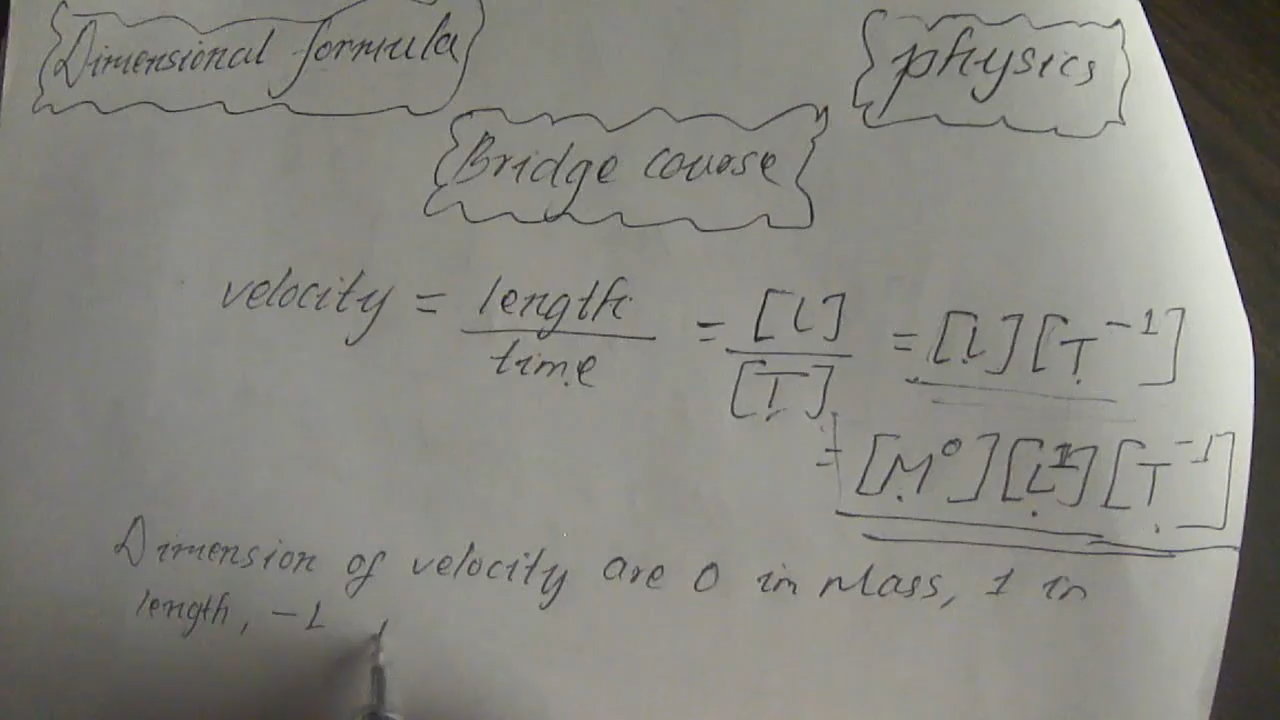 Dimensional formula
physics
Bridge course
velocity = length / time = [L] / [T] = [L][T⁻¹]
= [M⁰][L¹][T⁻¹]
Dimension of velocity are 0 in Mass, 1 in
length, -1